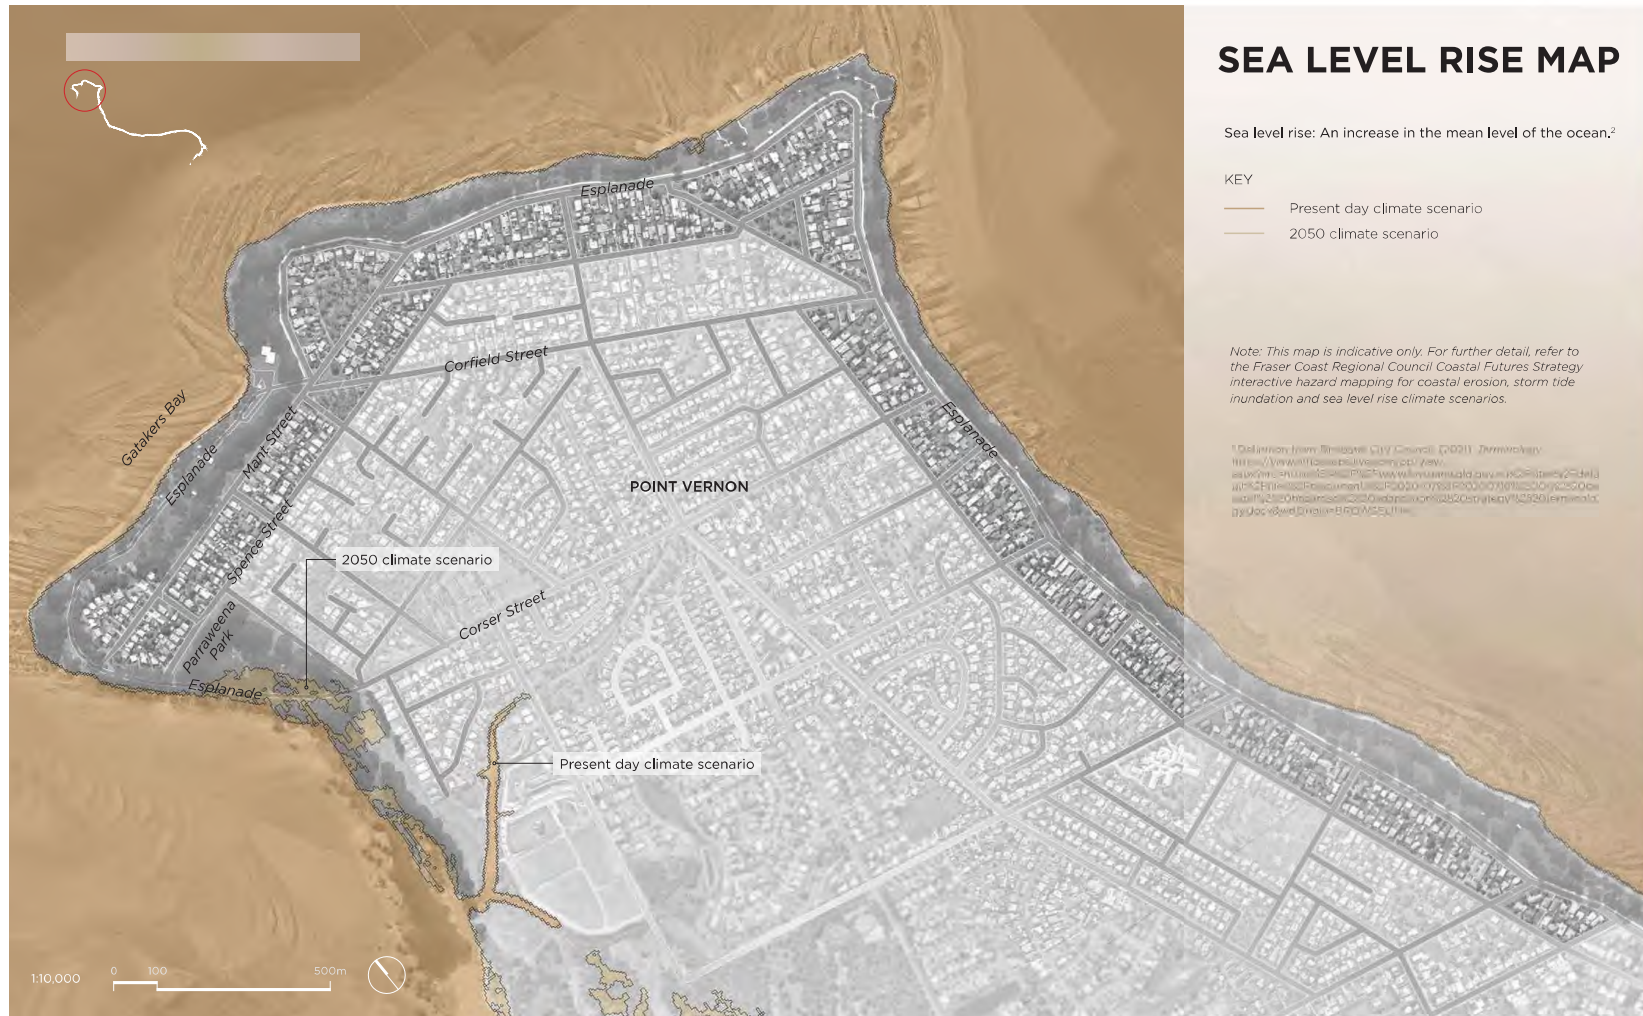 SEA LEVEL RISE MAP
Sea level rise: An increase in the mean level of the ocean.²
KEY
Present day climate scenario
2050 climate scenario
Note: This map is indicative only. For further detail, refer to
the Fraser Coast Regional Council Coastal Futures Strategy
interactive hazard mapping for coastal erosion, storm tide
inundation and sea level rise climate scenarios.
Esplanade
Corfield Street
Gatakers Bay
Esplanade
Mant Street
Esplanade
POINT VERNON
Spence Street
2050 climate scenario
Corser Street
Parraweena
Park
Esplanade
Present day climate scenario
1:10,000
0 100 500m